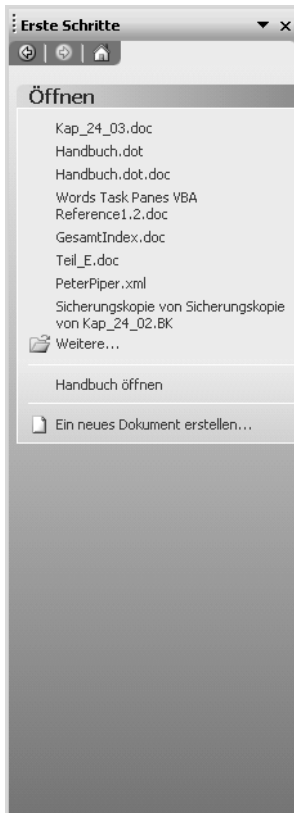 Erste Schritte
Öffnen
Kap_24_03.doc
Handbuch.dot
Handbuch.dot.doc
Words Task Panes VBA
Reference1.2.doc
GesamtIndex.doc
Teil_E.doc
PeterPiper.xml
Sicherungskopie von Sicherungskopie
von Kap_24_02.BK
Weitere...
Handbuch öffnen
Ein neues Dokument erstellen...